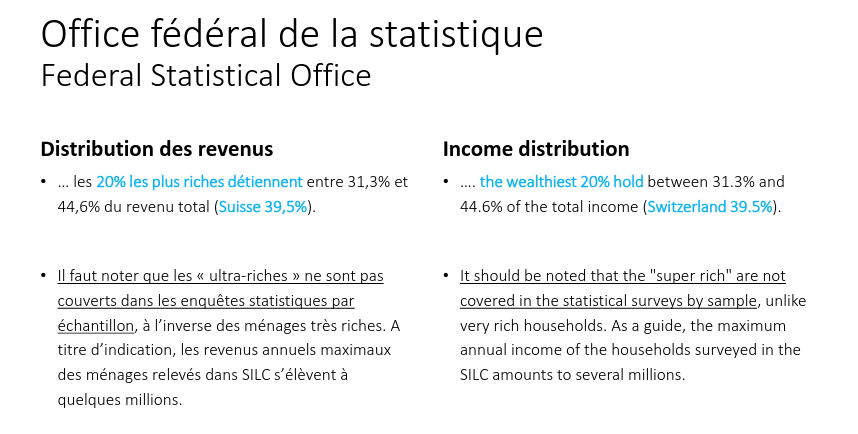 Office fédéral de la statistique
Federal Statistical Office
Distribution des revenus
• ... les 20% les plus riches détiennent entre 31,3% et
44,6% du revenu total (Suisse 39,5%).
• Il faut noter que les « ultra-riches » ne sont pas
couverts dans les enquêtes statistiques par
échantillon, à l’inverse des ménages très riches. A
titre d’indication, les revenus annuels maximaux
des ménages relevés dans SILC s’élèvent à
quelques millions.
Income distribution
• .... the wealthiest 20% hold between 31.3% and
44.6% of the total income (Switzerland 39.5%).
• It should be noted that the "super rich" are not
covered in the statistical surveys by sample, unlike
very rich households. As a guide, the maximum
annual income of the households surveyed in the
SILC amounts to several millions.